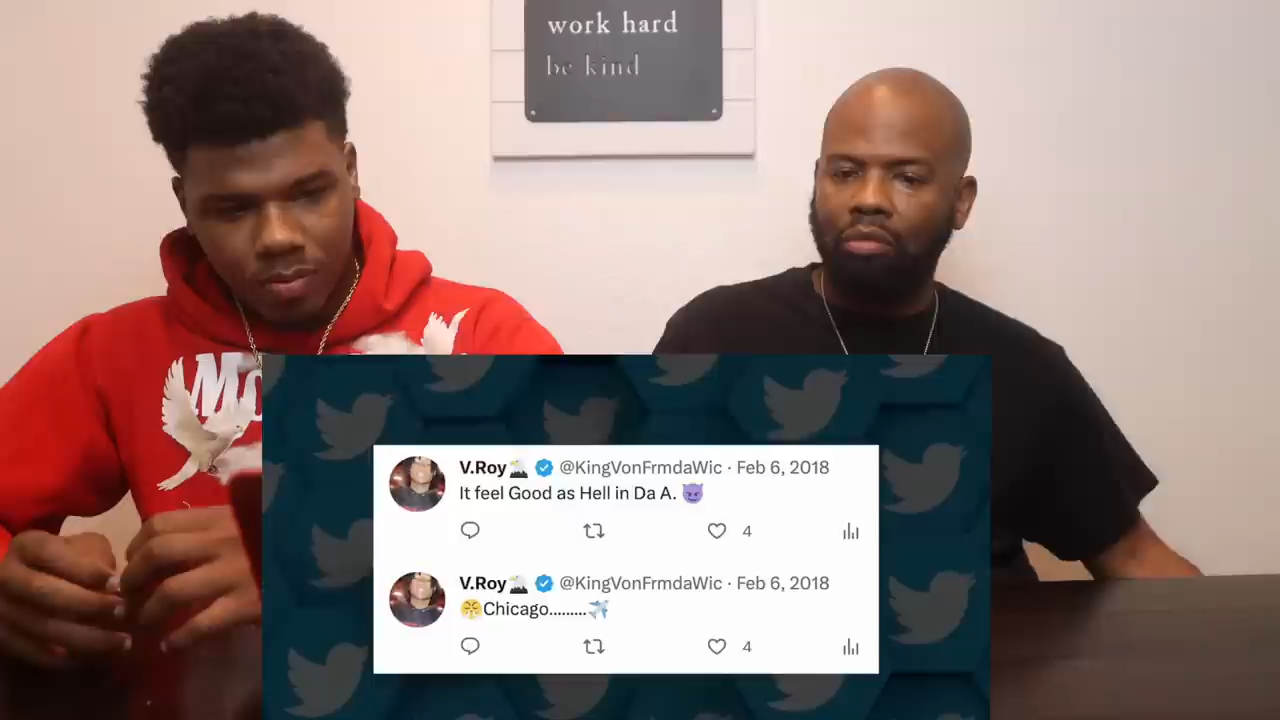 work hard
be kind
V.Roy🦅 @KingVonFrmdaWic · Feb 6, 2018
It feel Good as Hell in Da A. 😈
4
V.Roy🦅 @KingVonFrmdaWic · Feb 6, 2018
😤Chicago.........✈️
4